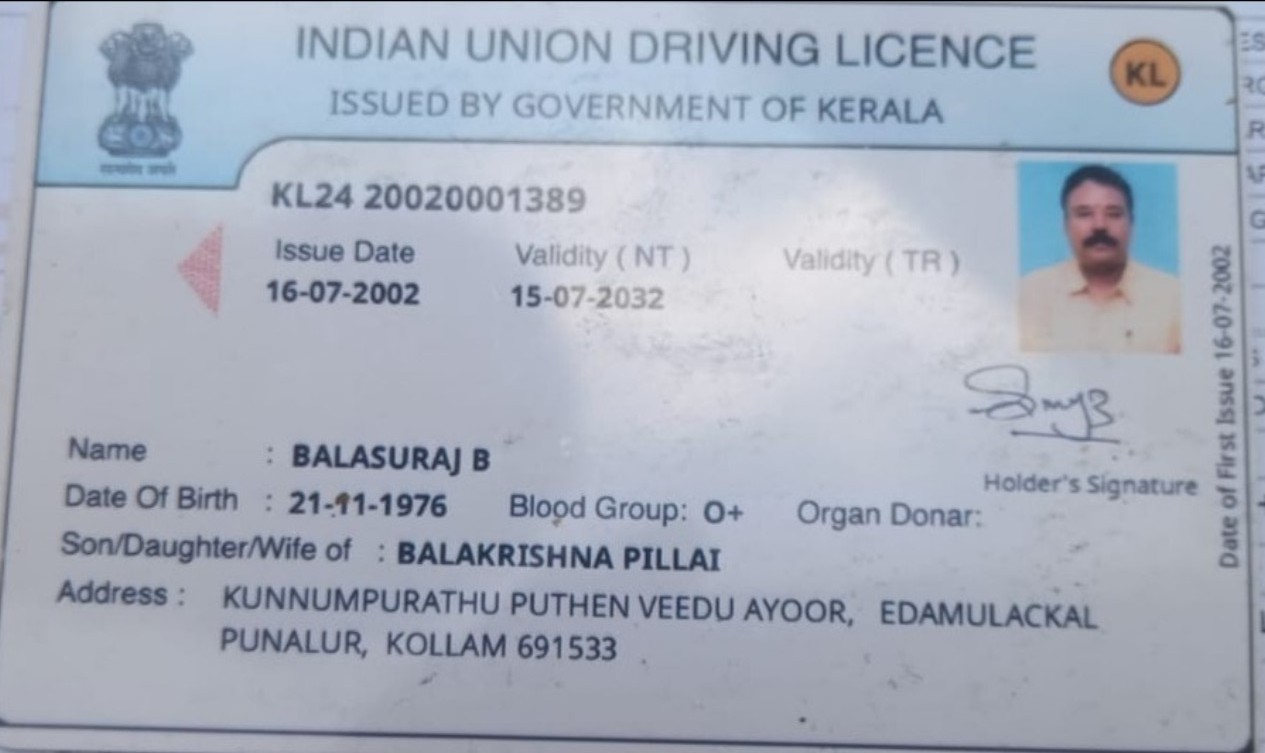 INDIAN UNION DRIVING LICENCE
ISSUED BY GOVERNMENT OF KERALA
KL
KL24 20020001389
Issue Date Validity ( NT ) Validity ( TR )
16-07-2002 15-07-2032
Date of First Issue 16-07-2002
Holder's Signature
Name : BALASURAJ B
Date Of Birth : 21-11-1976 Blood Group: O+ Organ Donar:
Son/Daughter/Wife of : BALAKRISHNA PILLAI
Address : KUNNUMPURATHU PUTHEN VEEDU AYOOR, EDAMULACKAL
PUNALUR, KOLLAM 691533